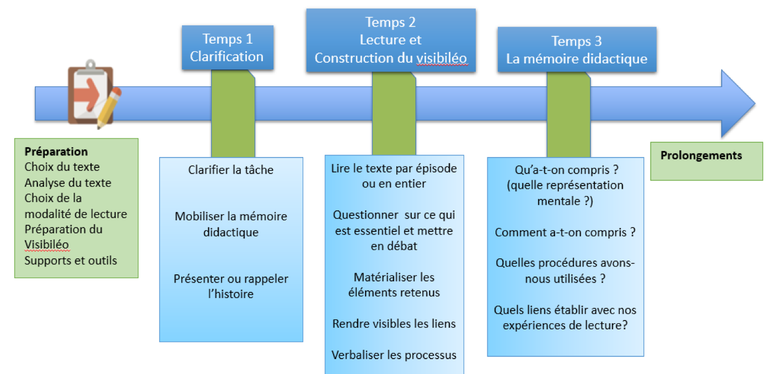 Temps 1
Clarification
Temps 2
Lecture et
Construction du visibiléo
Temps 3
La mémoire didactique
Préparation
Choix du texte
Analyse du texte
Choix de la
modalité de lecture
Préparation du
Visibiléo
Supports et outils
Clarifier la tâche
Mobiliser la mémoire
didactique
Présenter ou rappeler
l’histoire
Lire le texte par épisode
ou en entier
Questionner sur ce qui
est essentiel et mettre
en débat
Matérialiser les
éléments retenus
Rendre visibles les liens
Verbaliser les processus
Qu’a-t-on compris ?
(quelle représentation
mentale ?)
Comment a-t-on compris ?
Quelles procédures avons-
nous utilisées ?
Quels liens établir avec nos
expériences de lecture?
Prolongements